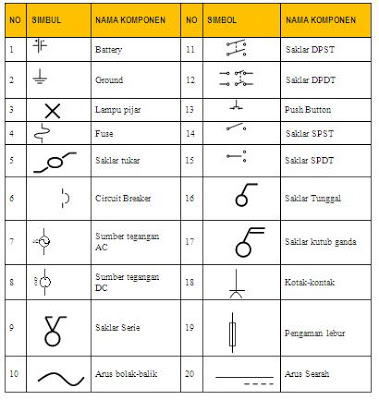 NO SIMBUL NAMA KOMPONEN NO SIMBOL NAMA KOMPONEN
1 Battery 11 Saklar DPST
2 Ground 12 Saklar DPDT
3 Lampu pijar 13 Push Button
4 Fuse 14 Saklar SPST
5 Saklar tukar 15 Saklar SPDT
6 Circuit Breaker 16 Saklar Tunggal
7 Sumber tegangan
AC
17 Saklar kutub ganda
8 Sumber tegangan
DC
18 Kotak-kontak
9 Saklar Serie 19 Pengaman lebur
10 Arus bolak-balik 20 Arus Searah